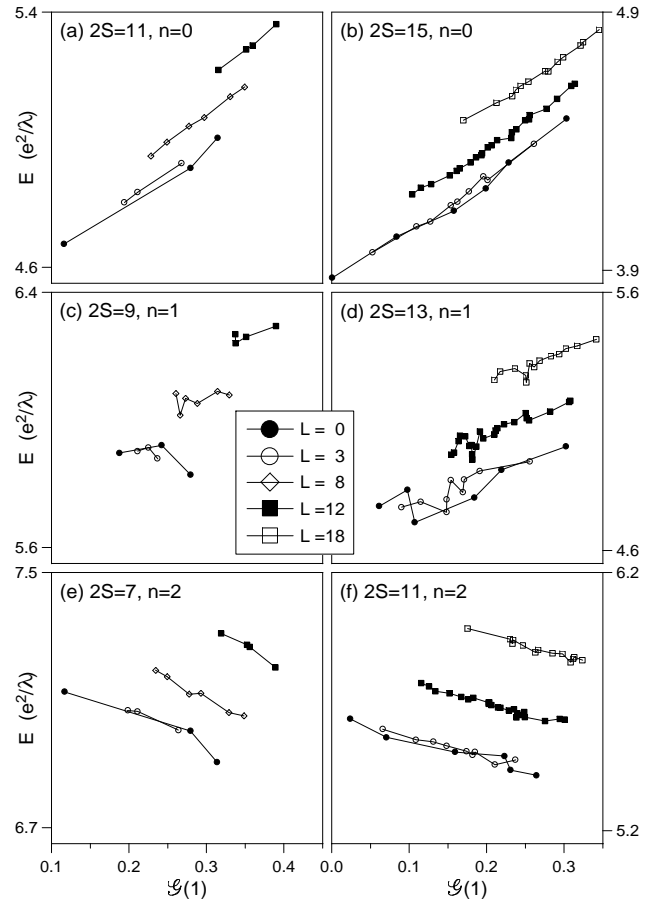 5.4
(a) 2S=11, n=0
(b) 2S=15, n=0
4.9
E (e²/λ)
4.6
3.9
6.4
(c) 2S=9, n=1
(d) 2S=13, n=1
5.6
E (e²/λ)
L = 0
L = 3
L = 8
L =12
L =18
5.6
4.6
7.5
(e) 2S=7, n=2
(f) 2S=11, n=2
6.2
E (e²/λ)
6.7
5.2
0.1 0.2 0.3 0.4 0.0 0.1 0.2 0.3
𝒢(1) 𝒢(1)